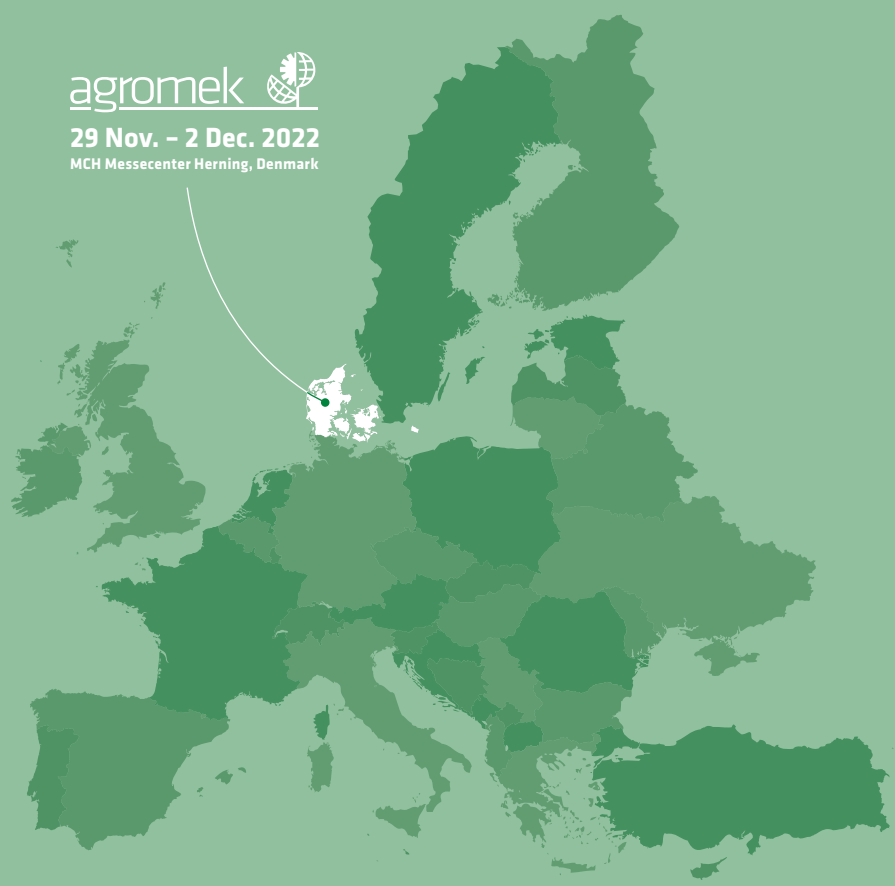 agromek
29 Nov. – 2 Dec. 2022
MCH Messecenter Herning, Denmark